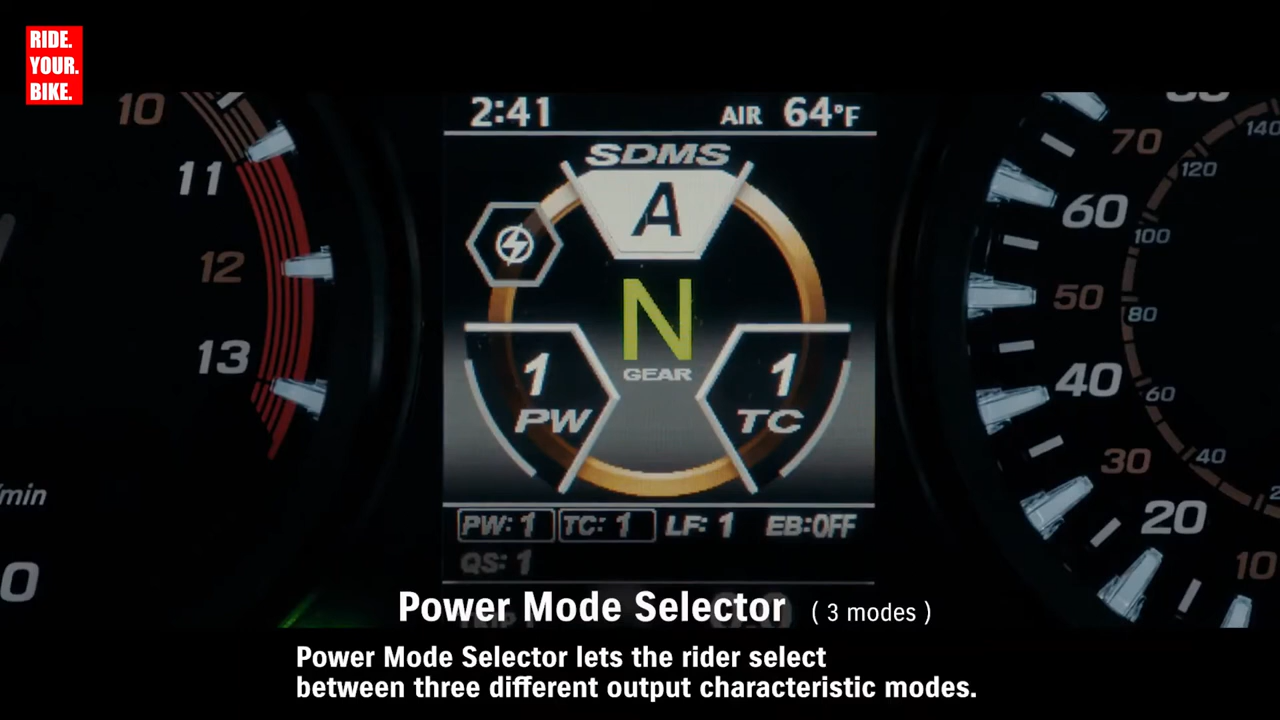 RIDE.
YOUR.
BIKE.
2:41 AIR 64°F
SDMS
A
N
GEAR
1
PW
1
TC
PW: 1 TC: 1 LF: 1 EB:OFF
QS: 1
10
11
12
13
/min
0
70
60
50
40
30
20
10
140
120
100
80
60
40
Power Mode Selector ( 3 modes )
Power Mode Selector lets the rider select
between three different output characteristic modes.